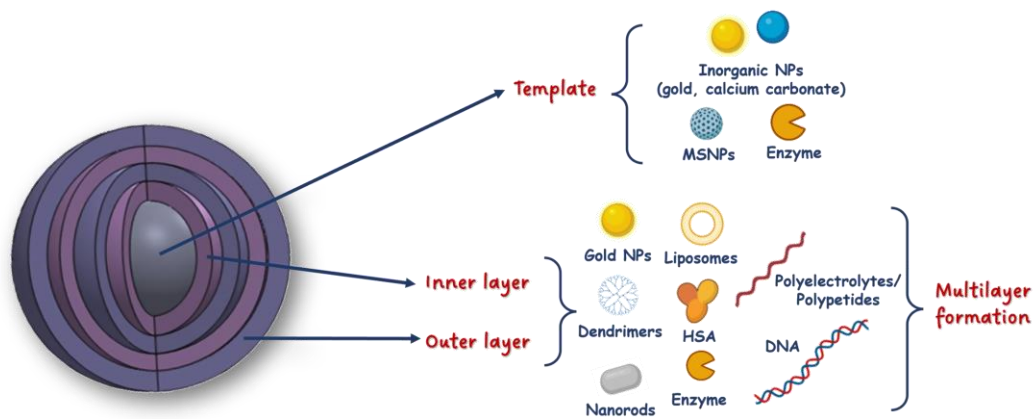 Template
Inorganic NPs
(gold, calcium carbonate)
MSNPs
Enzyme
Inner layer
Outer layer
Gold NPs
Liposomes
Dendrimers
HSA
Nanorods
Enzyme
Polyelectrolytes/
Polypetides
DNA
Multilayer
formation